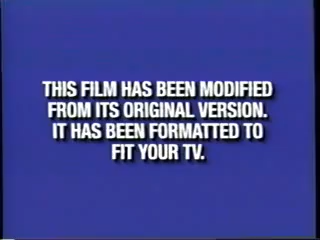 THIS FILM HAS BEEN MODIFIED
FROM ITS ORIGINAL VERSION.
IT HAS BEEN FORMATTED TO
FIT YOUR TV.